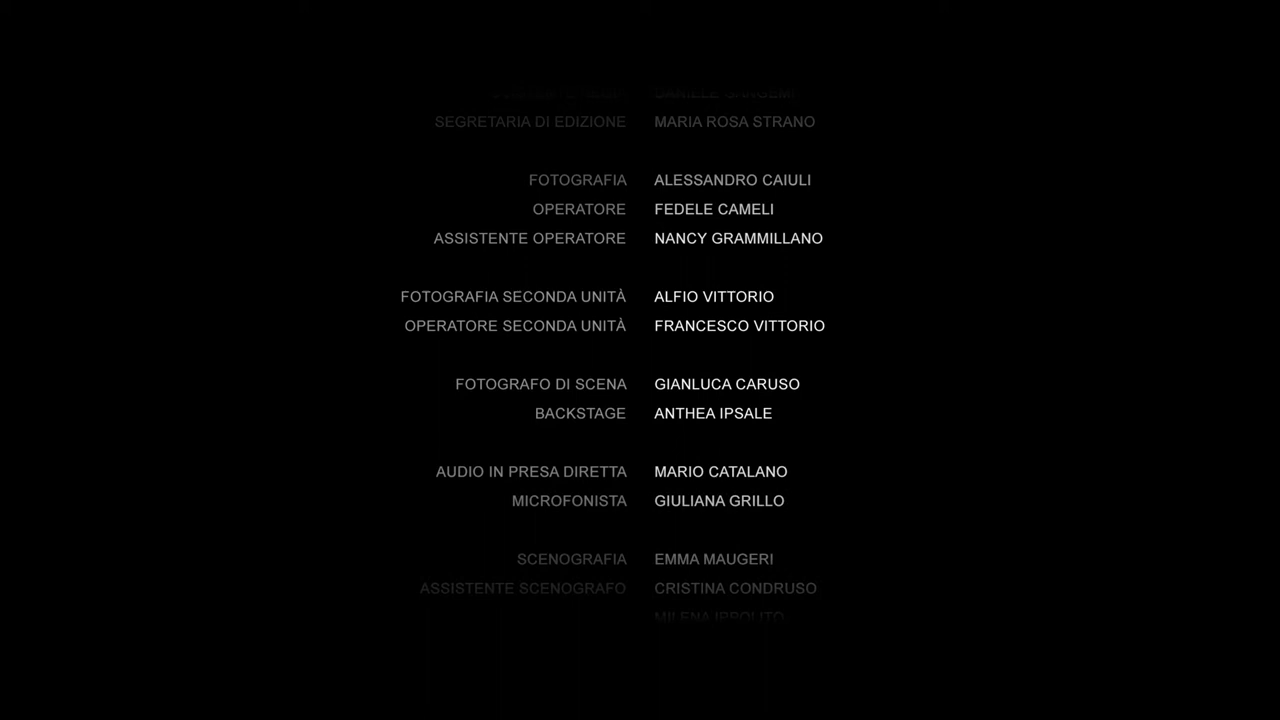 SEGRETARIA DI EDIZIONE MARIA ROSA STRANO
FOTOGRAFIA ALESSANDRO CAIULI
OPERATORE FEDELE CAMELI
ASSISTENTE OPERATORE NANCY GRAMMILLANO
FOTOGRAFIA SECONDA UNITÀ ALFIO VITTORIO
OPERATORE SECONDA UNITÀ FRANCESCO VITTORIO
FOTOGRAFO DI SCENA GIANLUCA CARUSO
BACKSTAGE ANTHEA IPSALE
AUDIO IN PRESA DIRETTA MARIO CATALANO
MICROFONISTA GIULIANA GRILLO
SCENOGRAFIA EMMA MAUGERI
ASSISTENTE SCENOGRAFO CRISTINA CONDRUSO
MILENA IPPOLITO